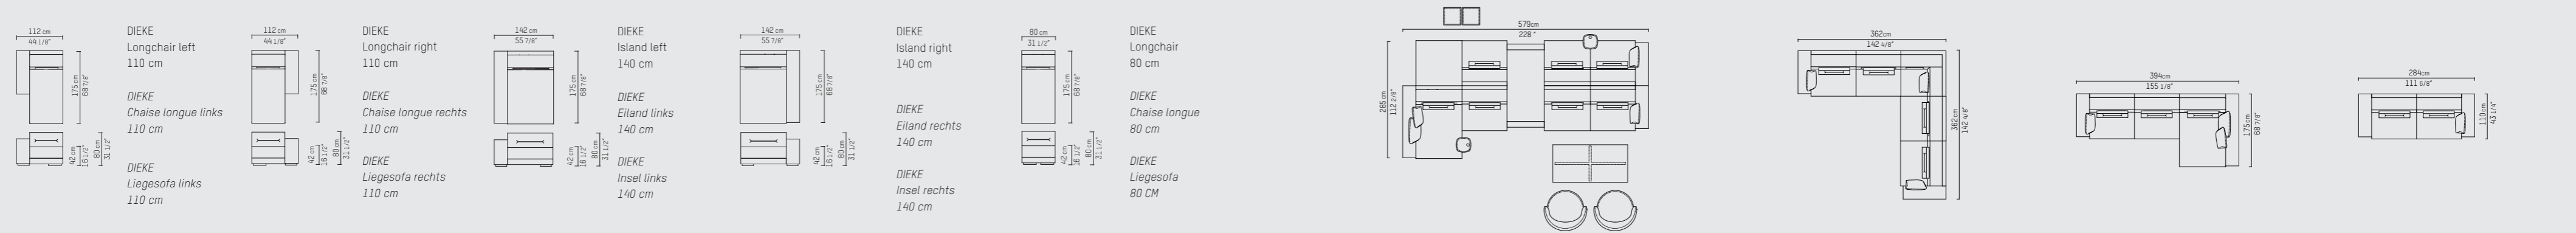 112 cm
44 1/8"
175 cm
68 7/8"
42 cm
16 1/2"
80 cm
31 1/2"
DIEKE
Longchair left
110 cm
DIEKE
Chaise longue links
110 cm
DIEKE
Liegesofa links
110 cm
112 cm
44 1/8"
175 cm
68 7/8"
42 cm
16 1/2"
80 cm
31 1/2"
DIEKE
Longchair right
110 cm
DIEKE
Chaise longue rechts
110 cm
DIEKE
Liegesofa rechts
110 cm
142 cm
55 7/8"
175 cm
68 7/8"
42 cm
16 1/2"
80 cm
31 1/2"
DIEKE
Island left
140 cm
DIEKE
Eiland links
140 cm
DIEKE
Insel links
140 cm
142 cm
55 7/8"
175 cm
68 7/8"
42 cm
16 1/2"
80 cm
31 1/2"
DIEKE
Island right
140 cm
DIEKE
Eiland rechts
140 cm
DIEKE
Insel rechts
140 cm
80 cm
31 1/2"
175 cm
68 7/8"
42 cm
16 1/2"
80 cm
31 1/2"
DIEKE
Longchair
80 cm
DIEKE
Chaise longue
80 cm
DIEKE
Liegesofa
80 CM
579cm
228 "
285cm
112 2/8"
362cm
142 4/8"
362cm
142 4/8"
394cm
155 1/8"
175cm
68 7/8"
284cm
111 6/8"
110cm
43 1/4"